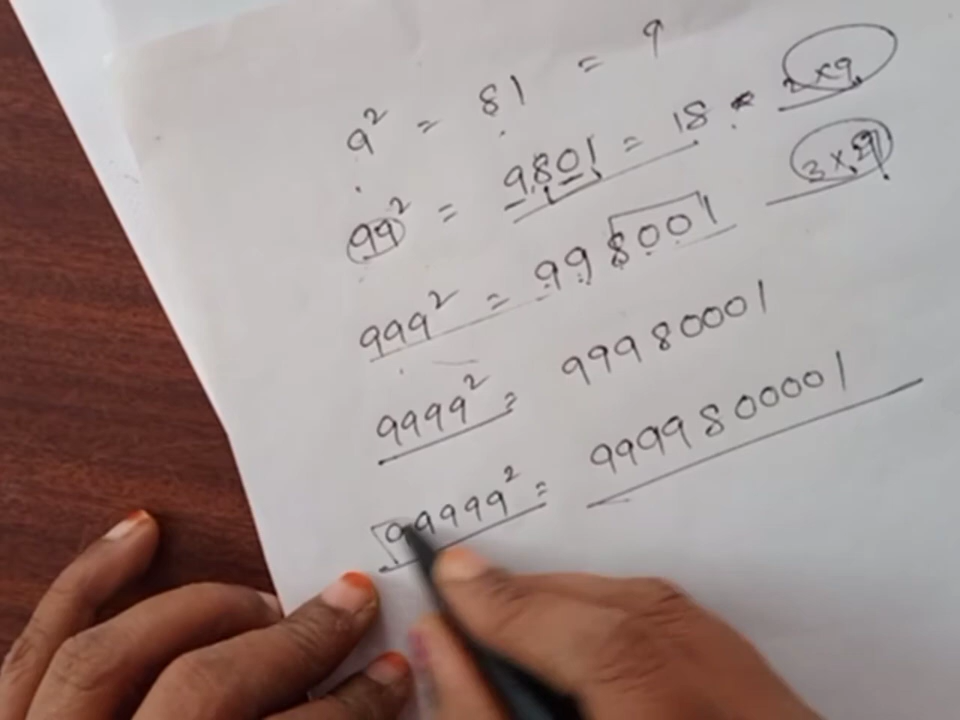 9² = 81 = 9
99² = 9801 = 18 = 2×9
999² = 998001 3×9
9999² = 99980001
99999² = 9999800001